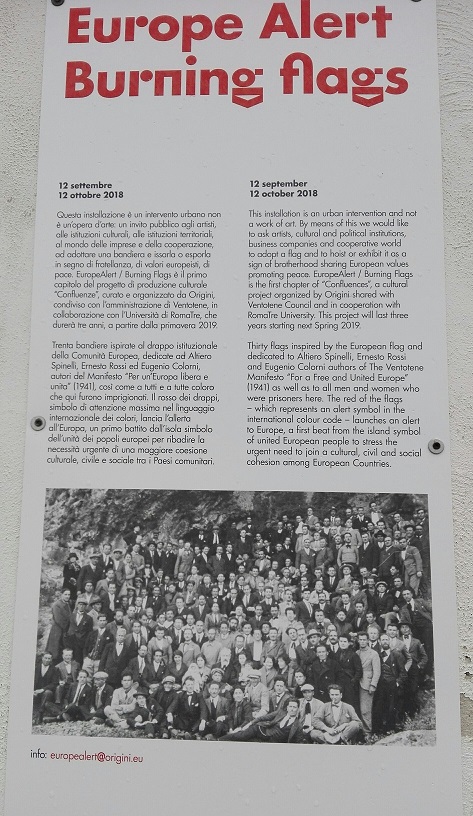 Europe Alert
Burning flags
12 settembre
12 ottobre 2018
Questa installazione è un intervento urbano non
è un'opera d'arte: un invito pubblico agli artisti,
alle istituzioni culturali, alle istituzioni territoriali,
al mondo delle imprese e della cooperazione,
ad adottare una bandiera e issarla o esporla
in segno di fratellanza, di valori europeisti, di
pace. EuropeAlert / Burning Flags è il primo
capitolo del progetto di produzione culturale
"Confluenze", curato e organizzato da Origini,
condiviso con l'amministrazione di Ventotene, in
collaborazione con l'Università di RomaTre, che
durerà tre anni, a partire dalla primavera 2019.
Trenta bandiere ispirate al drappo istituzionale
della Comunità Europea, dedicate ad Altiero
Spinelli, Ernesto Rossi ed Eugenio Colorni,
autori del Manifesto "Per un'Europa libera e
unita" (1941), così come a tutti e a tutte coloro
che qui furono imprigionati. Il rosso dei drappi,
simbolo di attenzione massima nel linguaggio
internazionale dei colori, lancia l'allerta
all'Europa, un primo battito dall'isola simbolo
dell'unità dei popoli europei per ribadire la
necessità urgente di una maggiore coesione
culturale, civile e sociale tra i Paesi comunitari.
12 september
12 october 2018
This installation is an urban intervention and not
a work of art. By means of this we would like
to ask artists, cultural and political institutions,
business companies and cooperative world
to adopt a flag and to hoist or exhibit it as a
sign of brotherhood sharing European values
promoting peace. EuropeAlert / Burning Flags
is the first chapter of "Confluences", a cultural
project organized by Origini shared with
Ventotene Council and in cooperation with
RomaTre University. This project will last three
years starting next Spring 2019.
Thirty flags inspired by the European flag and
dedicated to Altiero Spinelli, Ernesto Rossi
and Eugenio Colorni authors of The Ventotene
Manifesto "For a Free and United Europe"
(1941) as well as to all men and women who
were prisoners here. The red of the flags
– which represents an alert symbol in the
international colour code – launches an alert
to Europe, a first beat from the island symbol
of united European people to stress the
urgent need to join a cultural, civil and social
cohesion among European Countries.
info: europealert@origini.eu